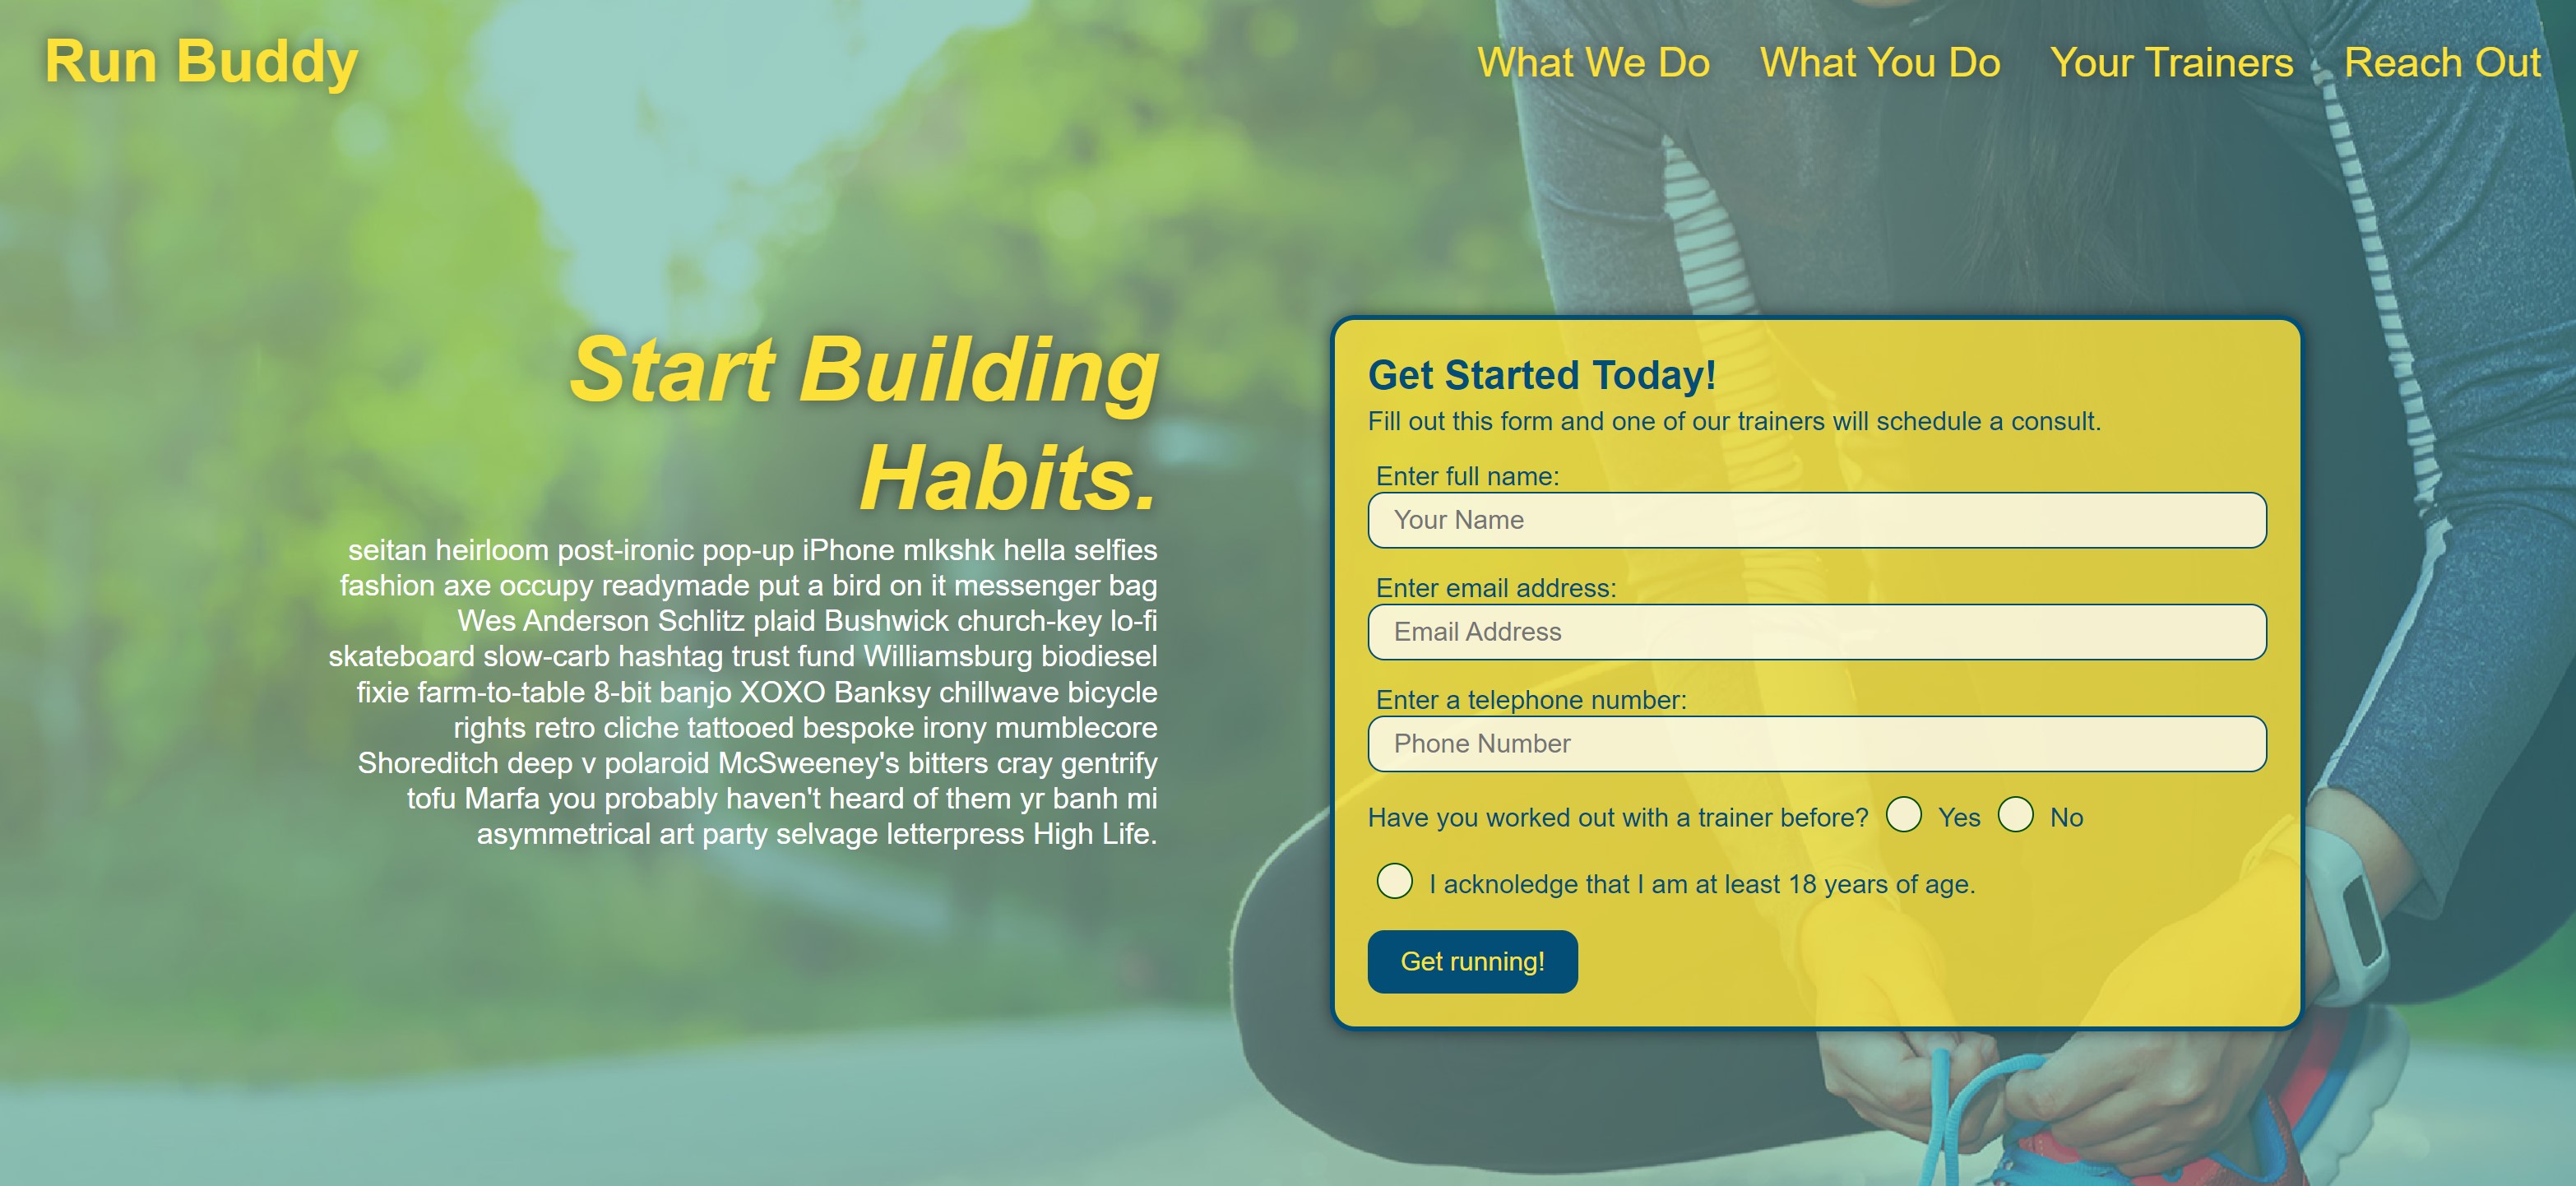 Run Buddy
What We Do
What You Do
Your Trainers
Reach Out
Start Building
Habits.
seitan heirloom post-ironic pop-up iPhone mlkshk hella selfies
fashion axe occupy readymade put a bird on it messenger bag
Wes Anderson Schlitz plaid Bushwick church-key lo-fi
skateboard slow-carb hashtag trust fund Williamsburg biodiesel
fixie farm-to-table 8-bit banjo XOXO Banksy chillwave bicycle
rights retro cliche tattooed bespoke irony mumblecore
Shoreditch deep v polaroid McSweeney's bitters cray gentrify
tofu Marfa you probably haven't heard of them yr banh mi
asymmetrical art party selvage letterpress High Life.
Get Started Today!
Fill out this form and one of our trainers will schedule a consult.
Enter full name:
Your Name
Enter email address:
Email Address
Enter a telephone number:
Phone Number
Have you worked out with a trainer before? Yes No
I acknoledge that I am at least 18 years of age.
Get running!